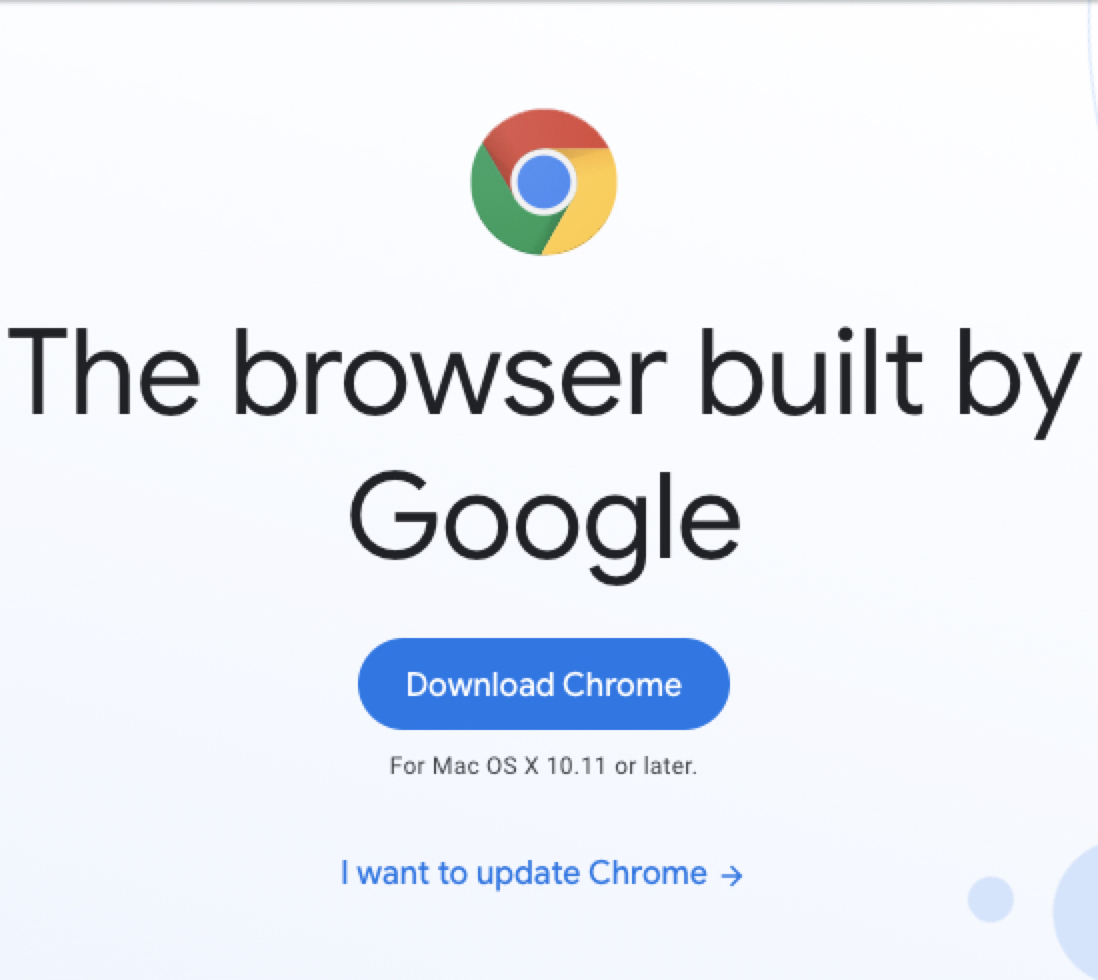 The browser built by
Google
Download Chrome
For Mac OS X 10.11 or later.
I want to update Chrome →